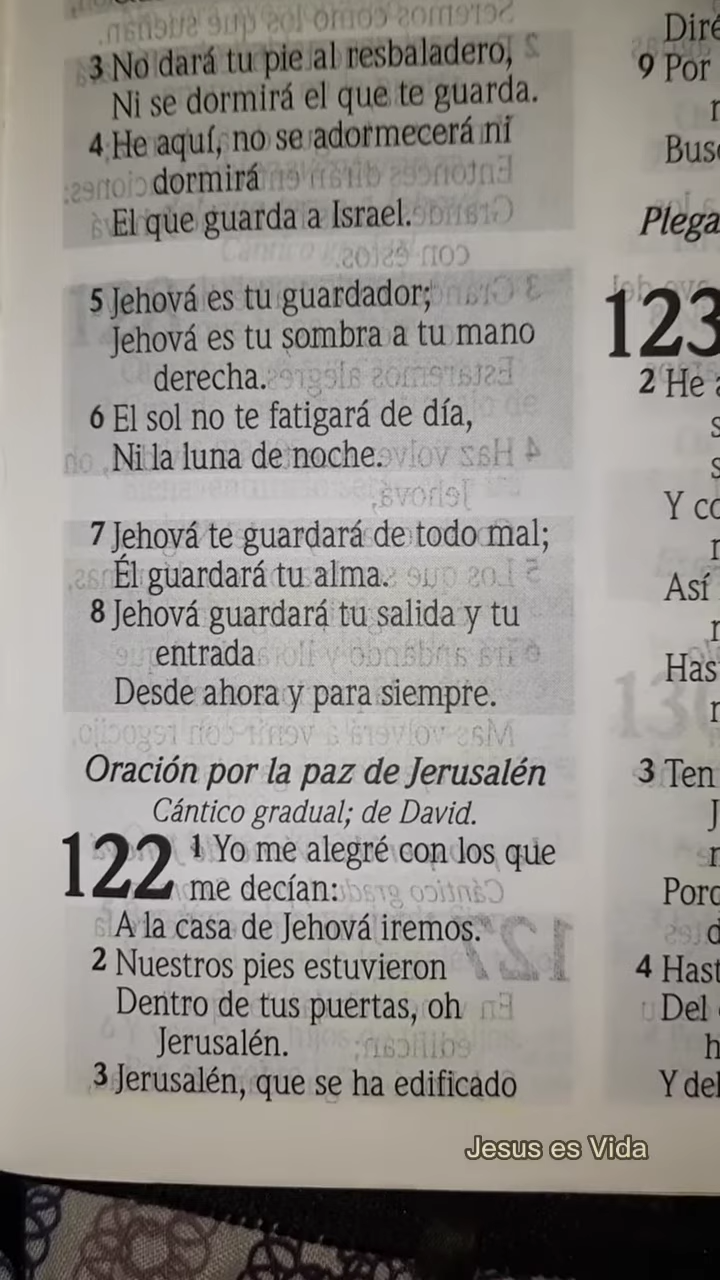 3 No dará tu pie al resbaladero,
Ni se dormirá el que te guarda.
4 He aquí, no se adormecerá ni
dormirá
El que guarda a Israel.
5 Jehová es tu guardador;
Jehová es tu sombra a tu mano
derecha.
6 El sol no te fatigará de día,
Ni la luna de noche.
7 Jehová te guardará de todo mal;
Él guardará tu alma.
8 Jehová guardará tu salida y tu
entrada
Desde ahora y para siempre.
Oración por la paz de Jerusalén
Cántico gradual; de David.
122 1 Yo me alegré con los que
me decían:
A la casa de Jehová iremos.
2 Nuestros pies estuvieron
Dentro de tus puertas, oh
Jerusalén.
3 Jerusalén, que se ha edificado
Diré
9 Por
Plega
123
2 He
Y
Así
3 Ten
4 Hast
Del
Y del
Jesus es Vida